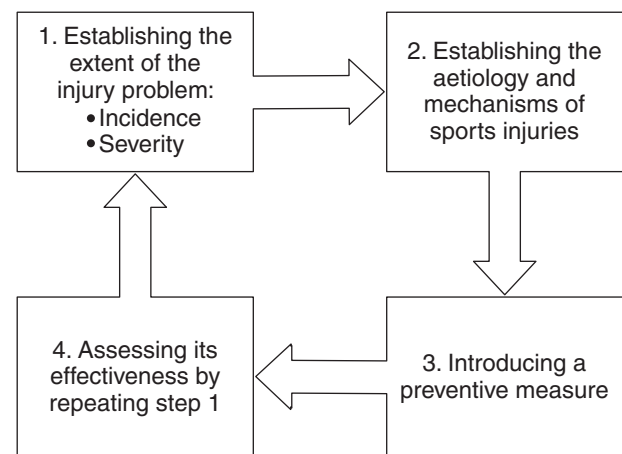 1. Establishing the
extent of the
injury problem:
•Incidence
•Severity
2. Establishing the
aetiology and
mechanisms of
sports injuries
4. Assessing its
effectiveness by
repeating step 1
3. Introducing a
preventive measure